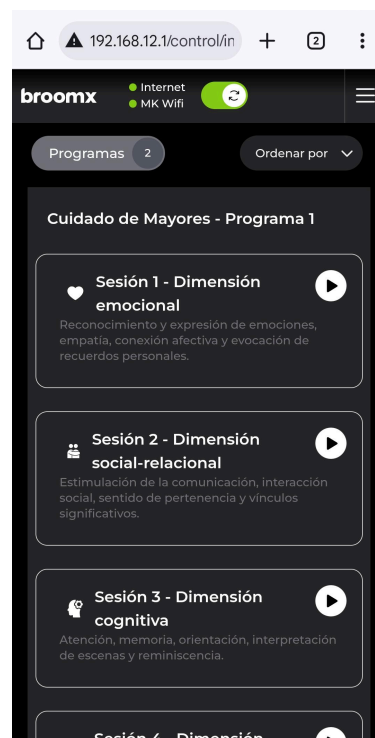 192.168.12.1/control/in
2
broomx
Internet
MK Wifi
Programas 2
Ordenar por
Cuidado de Mayores - Programa 1
Sesión 1 - Dimensión
emocional
Reconocimiento y expresión de emociones,
empatía, conexión afectiva y evocación de
recuerdos personales.
Sesión 2 - Dimensión
social-relacional
Estimulación de la comunicación, interacción
social, sentido de pertenencia y vínculos
significativos.
Sesión 3 - Dimensión
cognitiva
Atención, memoria, orientación, interpretación
de escenas y reminiscencia.
Sesión 4 - Dimensión